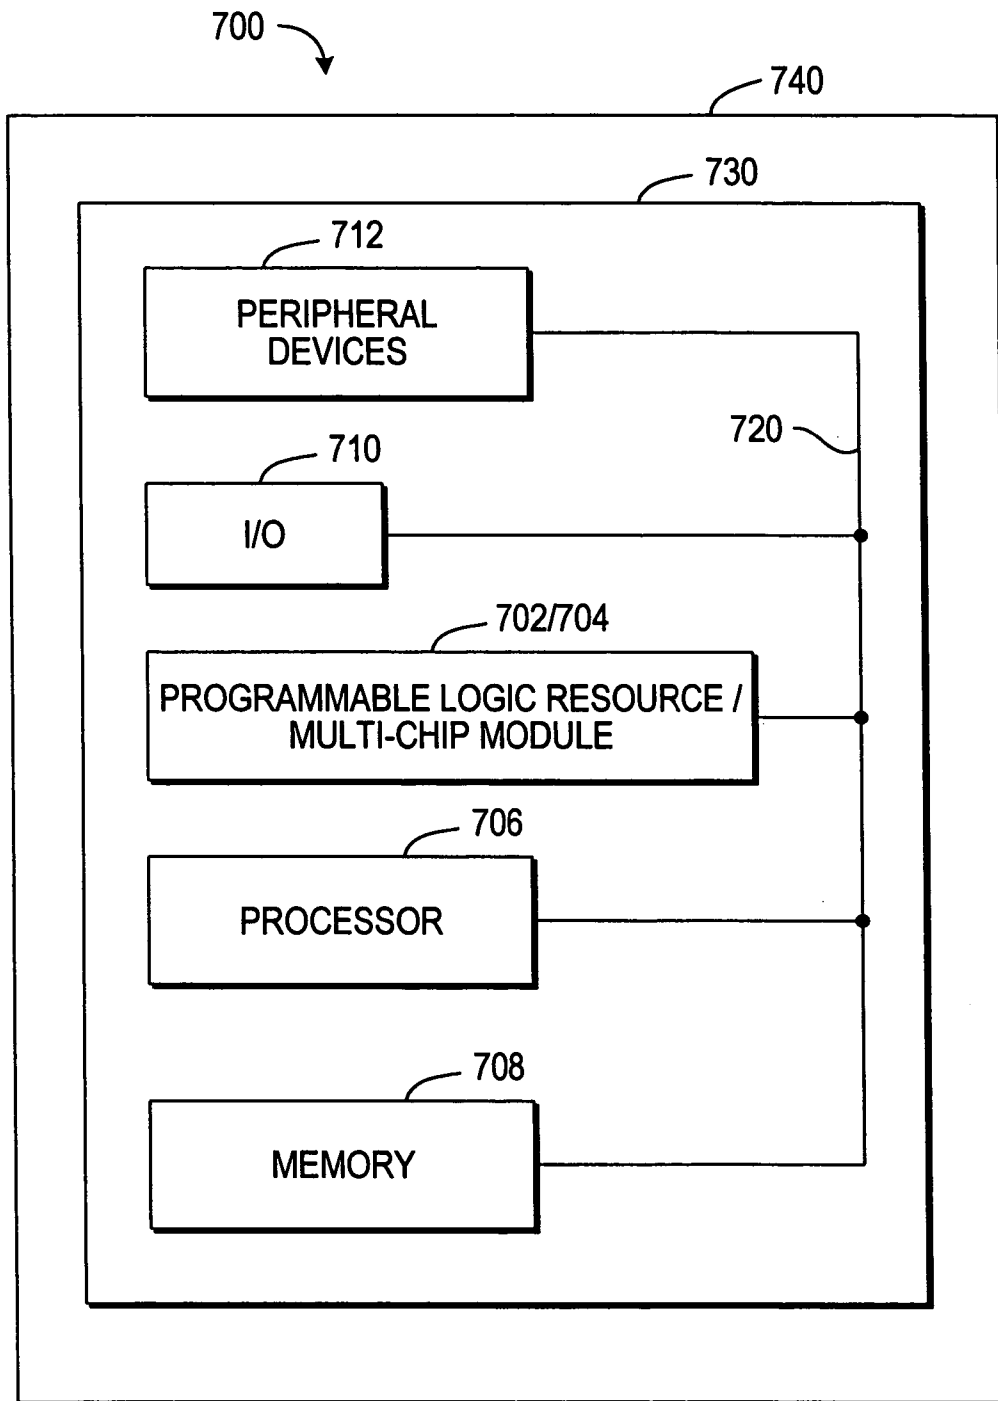 700
740
730
712
PERIPHERAL
DEVICES
720
710
I/O
702/704
PROGRAMMABLE LOGIC RESOURCE /
MULTI-CHIP MODULE
706
PROCESSOR
708
MEMORY